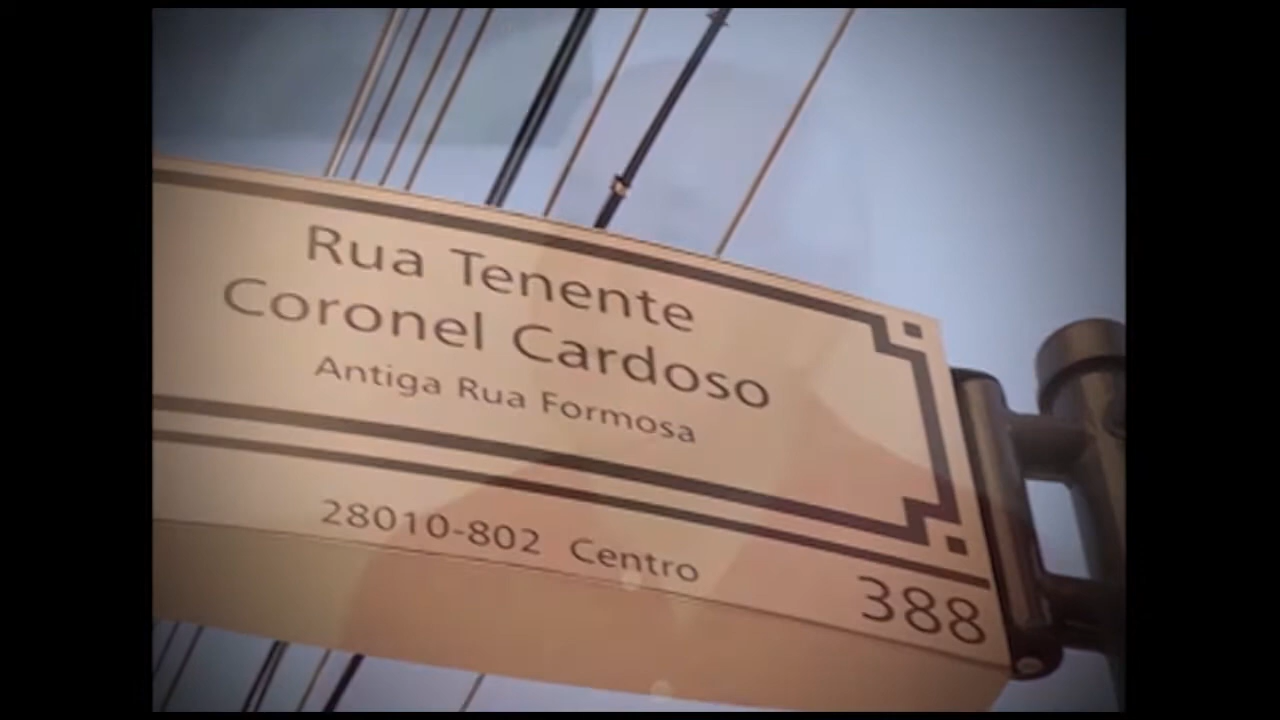 Rua Tenente
Coronel Cardoso
Antiga Rua Formosa
28010-802 Centro
388